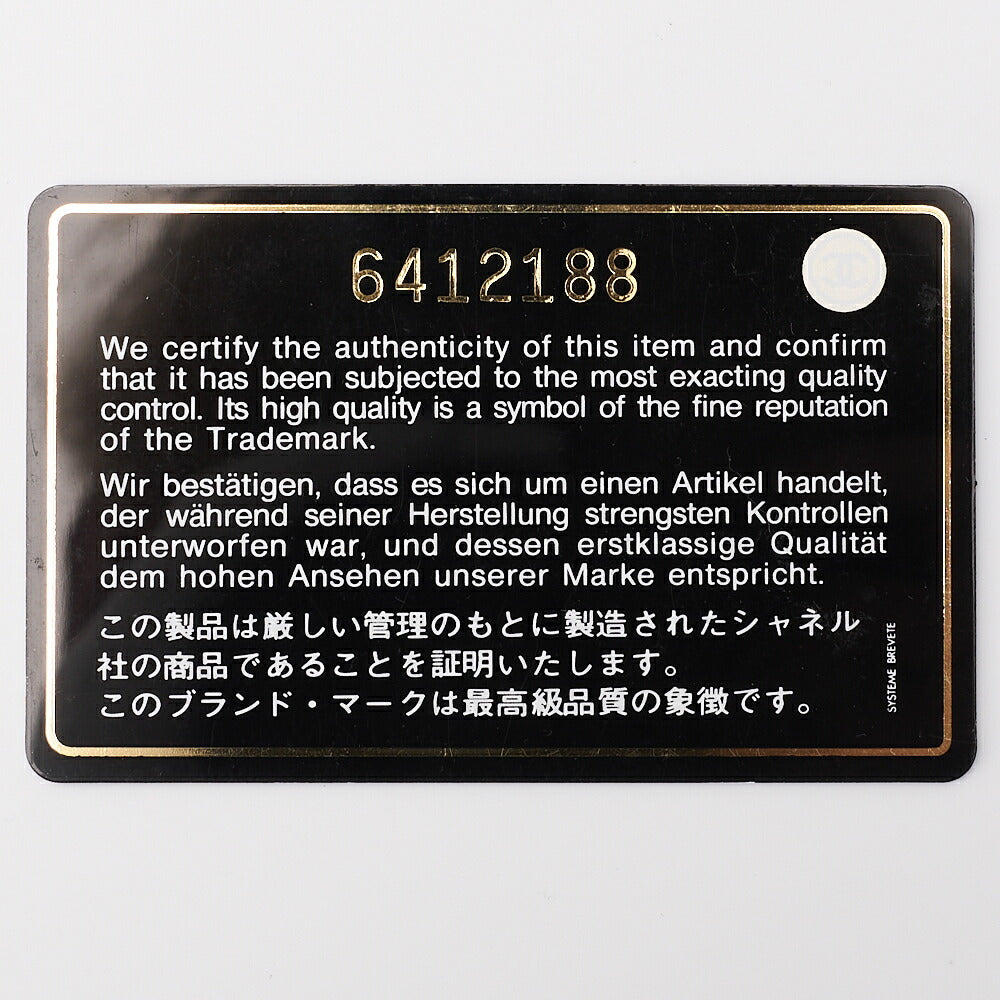 6412188
We certify the authenticity of this item and confirm
that it has been subjected to the most exacting quality
control. Its high quality is a symbol of the fine reputation
of the Trademark.
Wir bestätigen, dass es sich um einen Artikel handelt,
der während seiner Herstellung strengsten Kontrollen
unterworfen war, und dessen erstklassige Qualität
dem hohen Ansehen unserer Marke entspricht.
この製品は厳しい管理のもとに製造されたシャネル
社の商品であることを証明いたします。
このブランド・マークは最高級品質の象徴です。
SYSTEME BREVETE